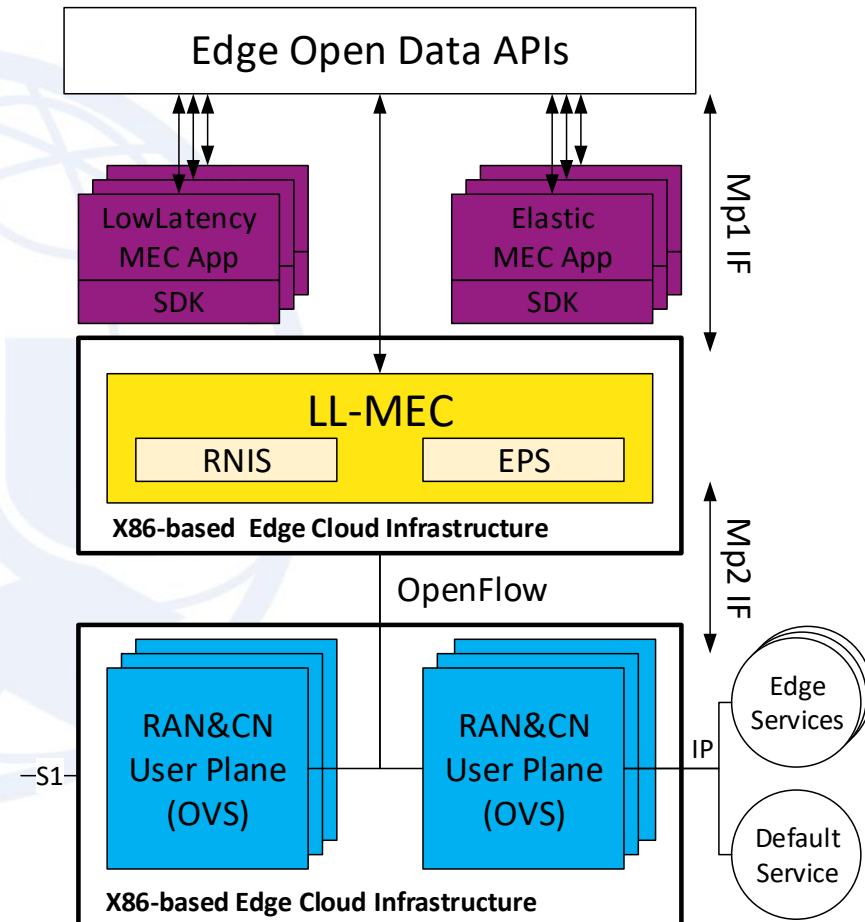 Edge Open Data APIs
LowLatency
MEC App
SDK
Elastic
MEC App
SDK
Mp1 IF
LL-MEC
RNIS
EPS
X86-based Edge Cloud Infrastructure
OpenFlow
Mp2 IF
RAN&CN
User Plane
(OVS)
RAN&CN
User Plane
(OVS)
S1
IP
Edge
Services
Default
Service
X86-based Edge Cloud Infrastructure